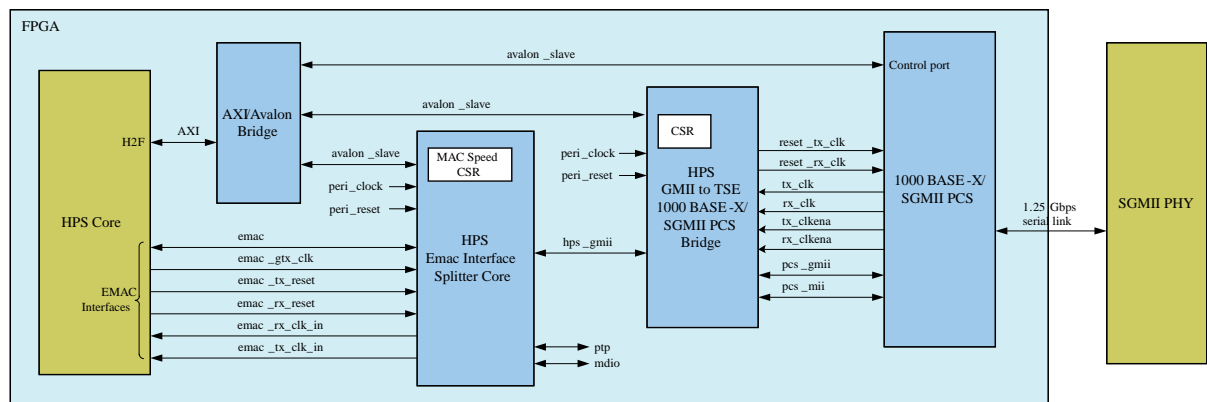 FPGA
HPS Core
H2F
EMAC
Interfaces
AXI
AXI/Avalon
Bridge
avalon _slave
avalon _slave
avalon _slave
peri_clock
peri_reset
emac
emac _gtx_clk
emac _tx_reset
emac _rx_reset
emac _rx_clk_in
emac _tx_clk_in
MAC Speed
CSR
HPS
Emac Interface
Splitter Core
hps _gmii
ptp
mdio
peri_clock
peri_reset
CSR
HPS
GMII to TSE
1000 BASE -X/
SGMII PCS
Bridge
reset _tx_clk
reset _rx_clk
tx_clk
rx_clk
tx_clkena
rx_clkena
pcs _gmii
pcs _mii
Control port
1000 BASE -X/
SGMII PCS
1.25 Gbps
serial link
SGMII PHY